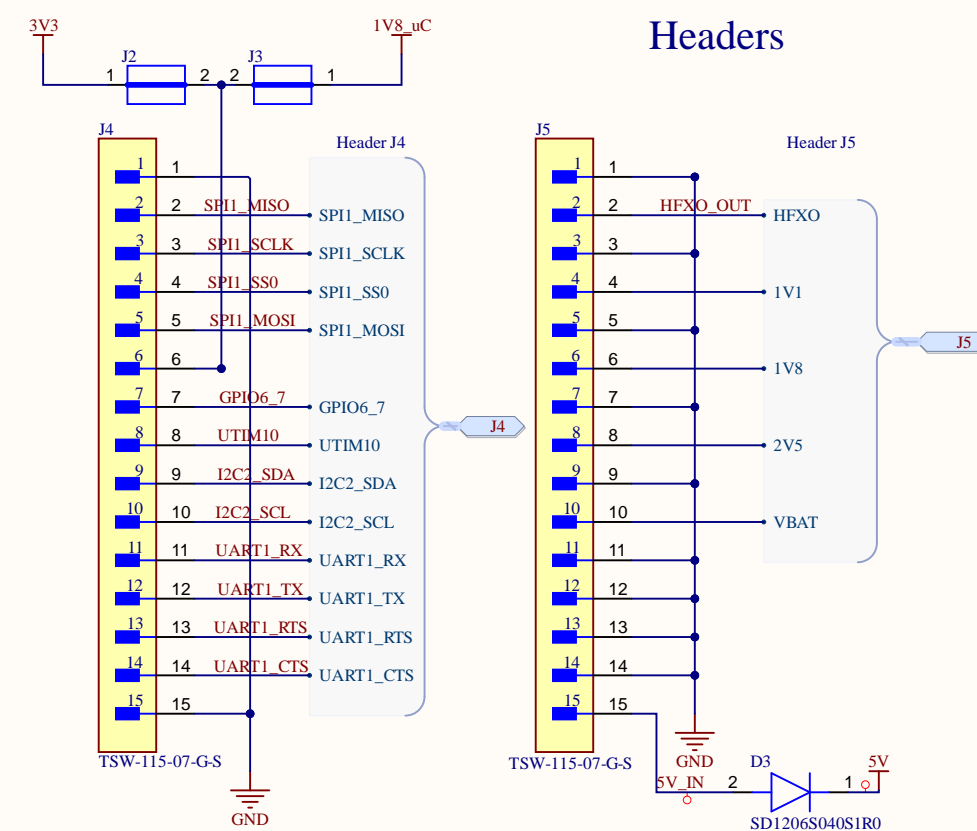 Headers
3V3
1V8_uC
J2
J3
1
2
2
1
J4
Header J4
1 1
2 2 SPI1_MISO SPI1_MISO
3 3 SPI1_SCLK SPI1_SCLK
4 4 SPI1_SS0 SPI1_SS0
5 5 SPI1_MOSI SPI1_MOSI
6 6
7 7 GPIO6_7 GPIO6_7
8 8 UTIM10 UTIM10
9 9 I2C2_SDA I2C2_SDA
10 10 I2C2_SCL I2C2_SCL
11 11 UART1_RX UART1_RX
12 12 UART1_TX UART1_TX
13 13 UART1_RTS UART1_RTS
14 14 UART1_CTS UART1_CTS
15 15
J4
TSW-115-07-G-S
GND
J5
Header J5
1 1
2 2 HFXO_OUT HFXO
3 3
4 4 1V1
5 5
6 6 1V8
7 7
8 8 2V5
9 9
10 10 VBAT
11 11
12 12
13 13
14 14
15 15
J5
TSW-115-07-G-S
GND
D3
5V
5V_IN 2 1
SD1206S040S1R0